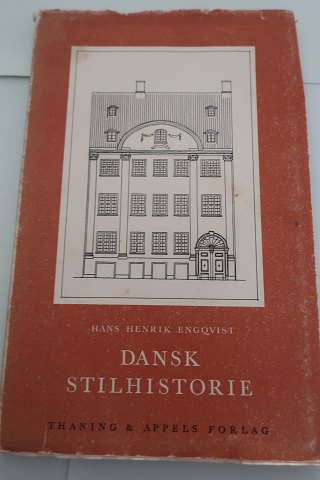 HANS HENRIK ENGQVIST
DANSK
STILHISTORIE
THANING & APPELS FORLAG